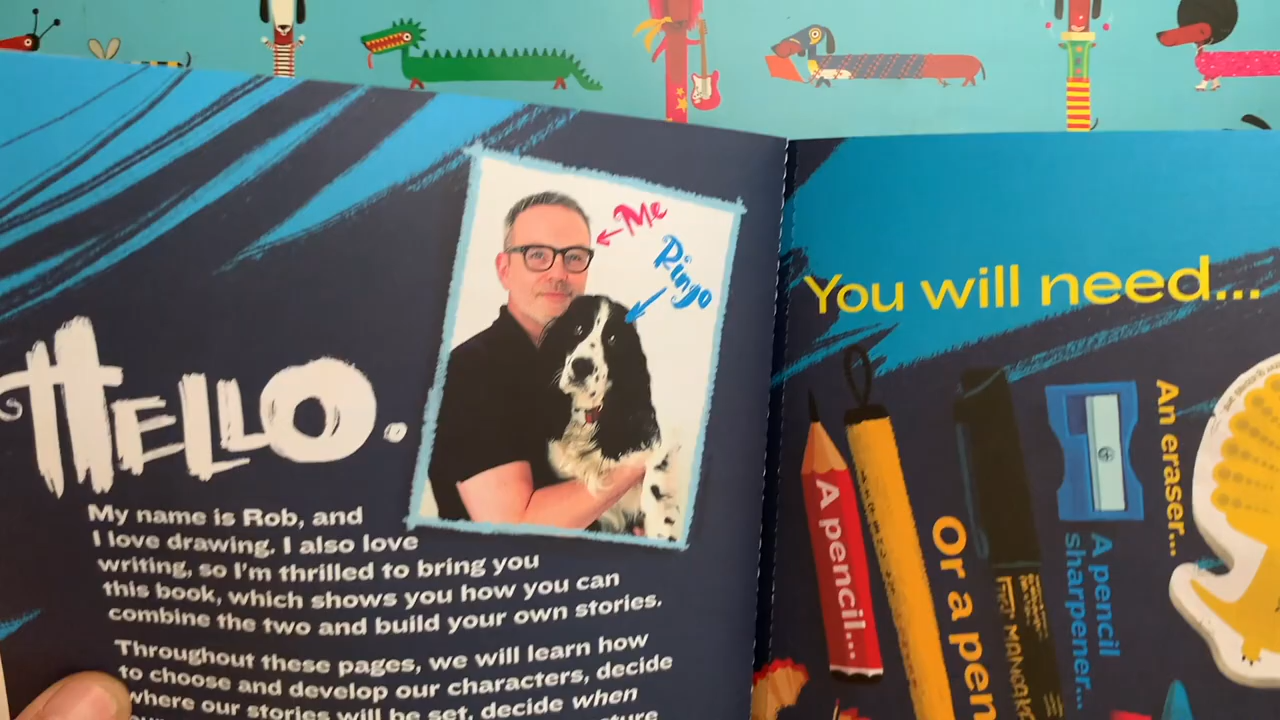 Me
Ringo
HELLO.
My name is Rob, and
I love drawing. I also love
writing, so I'm thrilled to bring you
this book, which shows you how you can
combine the two and build your own stories.
Throughout these pages, we will learn how
to choose and develop our characters, decide
where our stories will be set, decide when
You will need...
A pencil...
Or a pen
A pencil
sharpener...
An eraser...